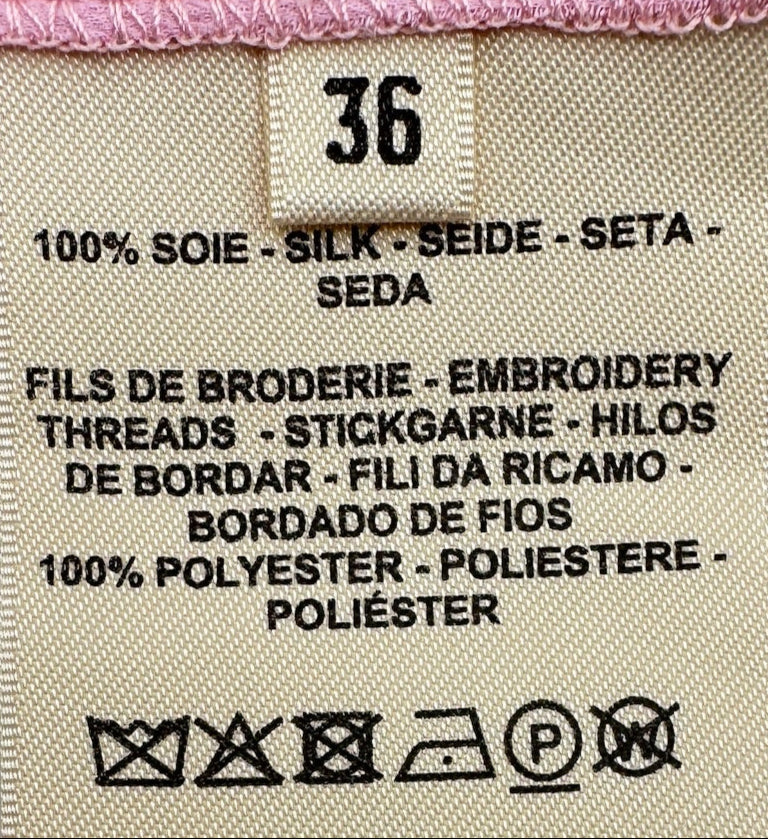 36
100% SOIE - SILK - SEIDE - SETA -
SEDA
FILS DE BRODERIE - EMBROIDERY
THREADS - STICKGARNE - HILOS
DE BORDAR - FILI DA RICAMO -
BORDADO DE FIOS
100% POLYESTER - POLIESTERE -
POLIÉSTER
P W